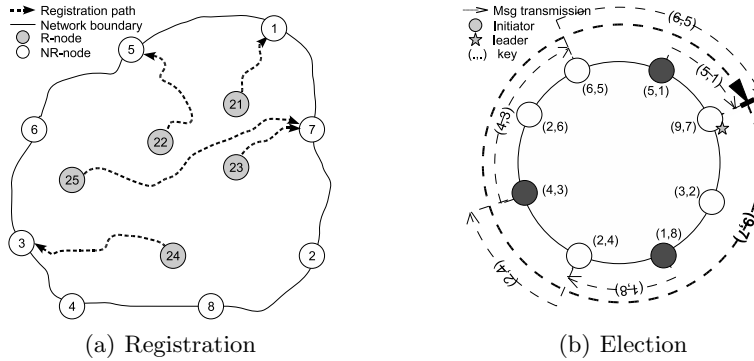 Registration path
Network boundary
R-node
NR-node
1
5
21
6
22
7
25
23
3
24
2
4
8
(a) Registration
Msg transmission
Initiator
leader
(...) key
(6,5)
(5,1)
(6,5)
(5,1)
(4,3)
(2,6)
(9,7)
(4,3)
(3,2)
(9,7)
(2,4)
(1,8)
(2,4)
(1,8)
(b) Election